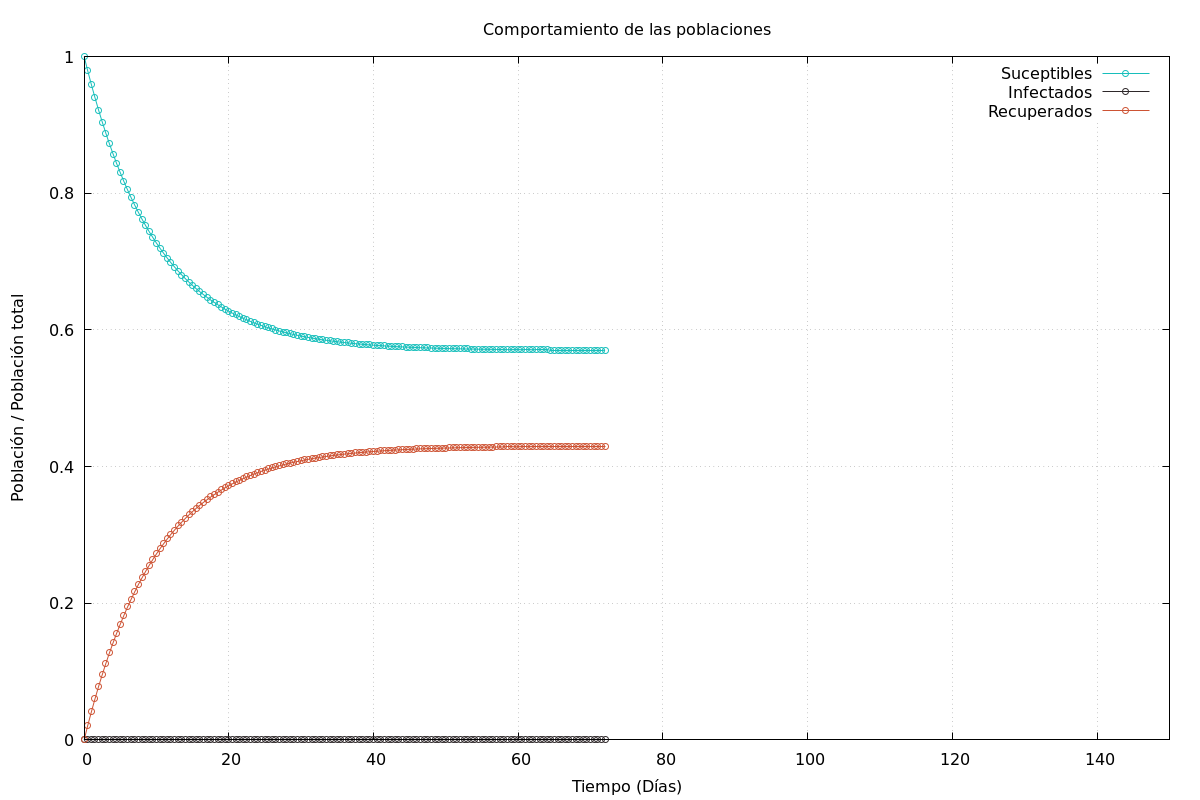 Comportamiento de las poblaciones
Suceptibles
Infectados
Recuperados
Población / Población total
1
0.8
0.6
0.4
0.2
0
0 20 40 60 80 100 120 140
Tiempo (Días)